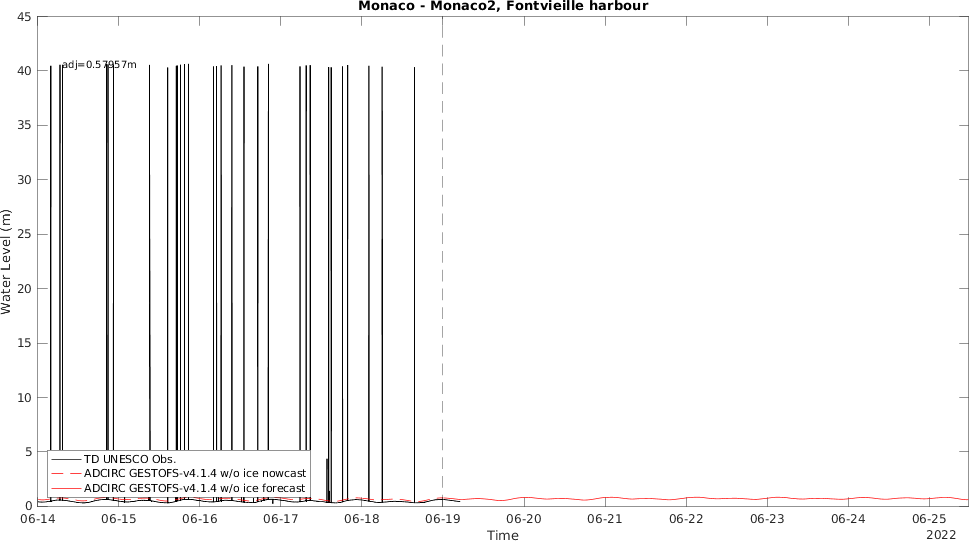 Monaco - Monaco2, Fontvieille harbour
45
40
35
30
25
20
15
10
5
0
Water Level (m)
adj=0.57957m
TD UNESCO Obs.
ADCIRC GESTOFS-v4.1.4 w/o ice nowcast
ADCIRC GESTOFS-v4.1.4 w/o ice forecast
06-14 06-15 06-16 06-17 06-18 06-19 06-20 06-21 06-22 06-23 06-24 06-25
2022
Time